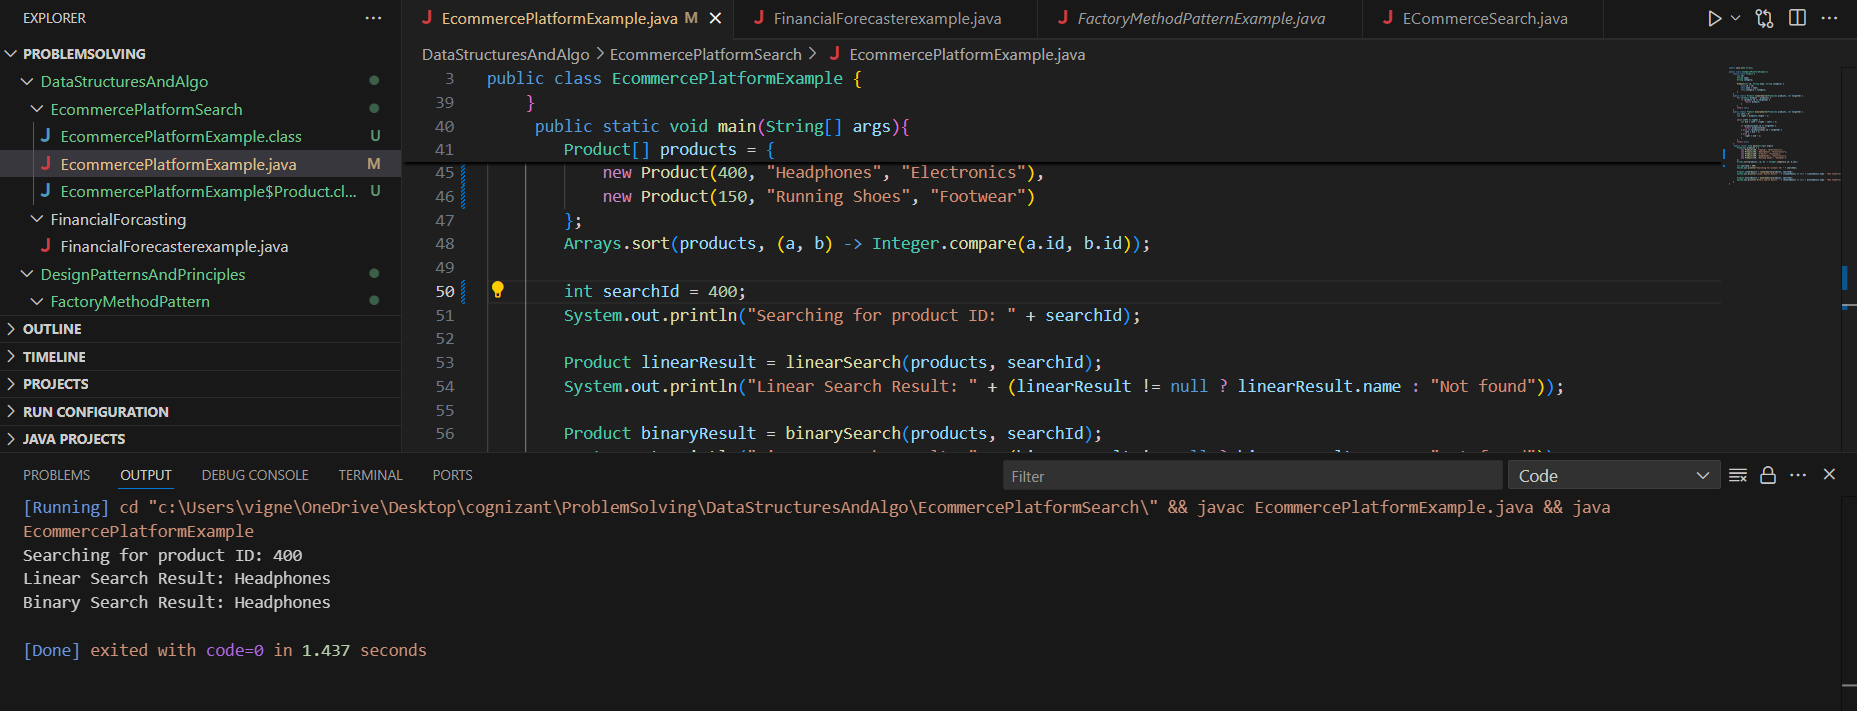 EXPLORER
PROBLEMSOLVING
DataStructuresAndAlgo
EcommercePlatformSearch
EcommercePlatformExample.class U
EcommercePlatformExample.java M
EcommercePlatformExample$Product.cl... U
FinancialForcasting
FinancialForecasterexample.java
DesignPatternsAndPrinciples
FactoryMethodPattern
OUTLINE
TIMELINE
PROJECTS
RUN CONFIGURATION
JAVA PROJECTS
EcommercePlatformExample.java M FinancialForecasterexample.java FactoryMethodPatternExample.java ECommerceSearch.java
DataStructuresAndAlgo > EcommercePlatformSearch > EcommercePlatformExample.java
3 public class EcommercePlatformExample {
39 }
40 public static void main(String[] args){
41 Product[] products = {
45 new Product(400, "Headphones", "Electronics"),
46 new Product(150, "Running Shoes", "Footwear")
47 };
48 Arrays.sort(products, (a, b) -> Integer.compare(a.id, b.id));
49
50 int searchId = 400;
51 System.out.println("Searching for product ID: " + searchId);
52
53 Product linearResult = linearSearch(products, searchId);
54 System.out.println("Linear Search Result: " + (linearResult != null ? linearResult.name : "Not found"));
55
56 Product binaryResult = binarySearch(products, searchId);
PROBLEMS OUTPUT DEBUG CONSOLE TERMINAL PORTS Filter Code
[Running] cd "c:\Users\vigne\OneDrive\Desktop\cognizant\ProblemSolving\DataStructuresAndAlgo\EcommercePlatformSearch\" && javac EcommercePlatformExample.java && java
EcommercePlatformExample
Searching for product ID: 400
Linear Search Result: Headphones
Binary Search Result: Headphones
[Done] exited with code=0 in 1.437 seconds